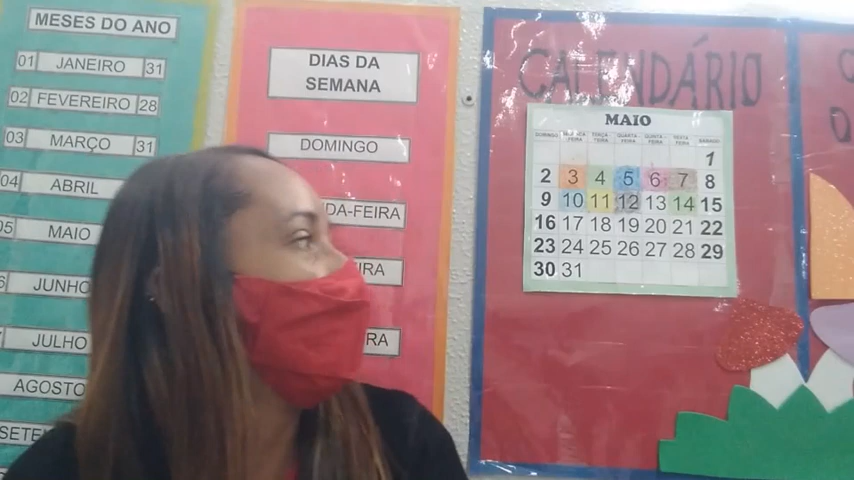 MESES DO ANO
01 JANEIRO 31
02 FEVEREIRO 28
03 MARÇO 31
04 ABRIL
05 MAIO
JUNHO
JULHO
AGOSTO
SETE
DIAS DA
SEMANA
DOMINGO
DA-FEIRA
IRA
RA
CALENDÁRIO
MAIO
1
2 3 4 5 6 7 8
9 10 11 12 13 14 15
16 17 18 19 20 21 22
23 24 25 26 27 28 29
30 31